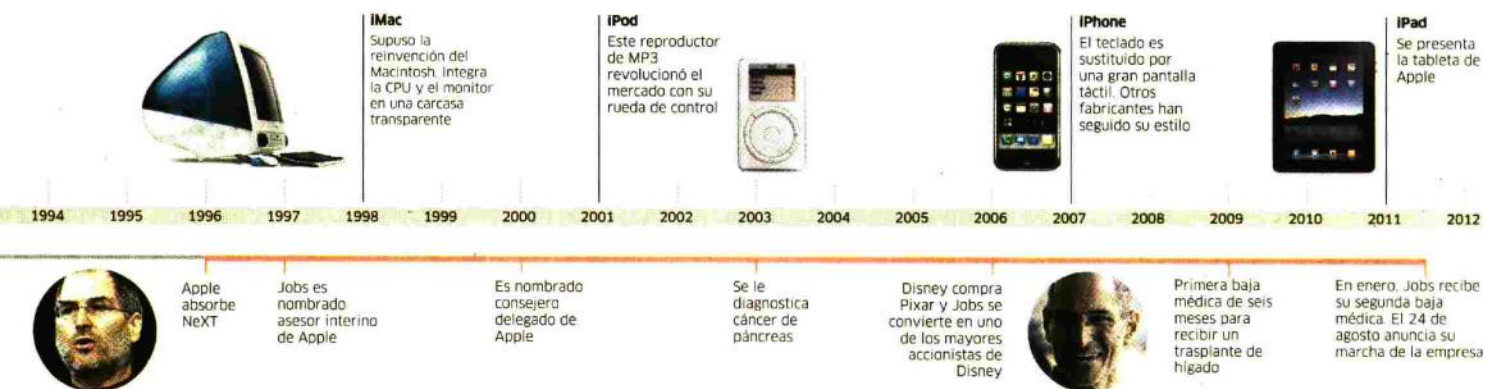 iMac
Supuso la
reinvención del
Macintosh. Integra
la CPU y el monitor
en una carcasa
transparente
iPod
Este reproductor
de MP3
revolucionó el
mercado con su
rueda de control
iPhone
El teclado es
sustituido por
una gran pantalla
táctil. Otros
fabricantes han
seguido su estilo
iPad
Se presenta
la tableta de
Apple
1994 1995 1996 1997 1998 1999 2000 2001 2002 2003 2004 2005 2006 2007 2008 2009 2010 2011 2012
Apple
absorbe
NeXT
Jobs es
nombrado
asesor interino
de Apple
Es nombrado
consejero
delegado de
Apple
Se le
diagnostica
cáncer de
páncreas
Disney compra
Pixar y Jobs se
convierte en uno
de los mayores
accionistas de
Disney
Primera baja
médica de seis
meses para
recibir un
trasplante de
hígado
En enero, Jobs recibe
su segunda baja
médica. El 24 de
agosto anuncia su
marcha de la empresa